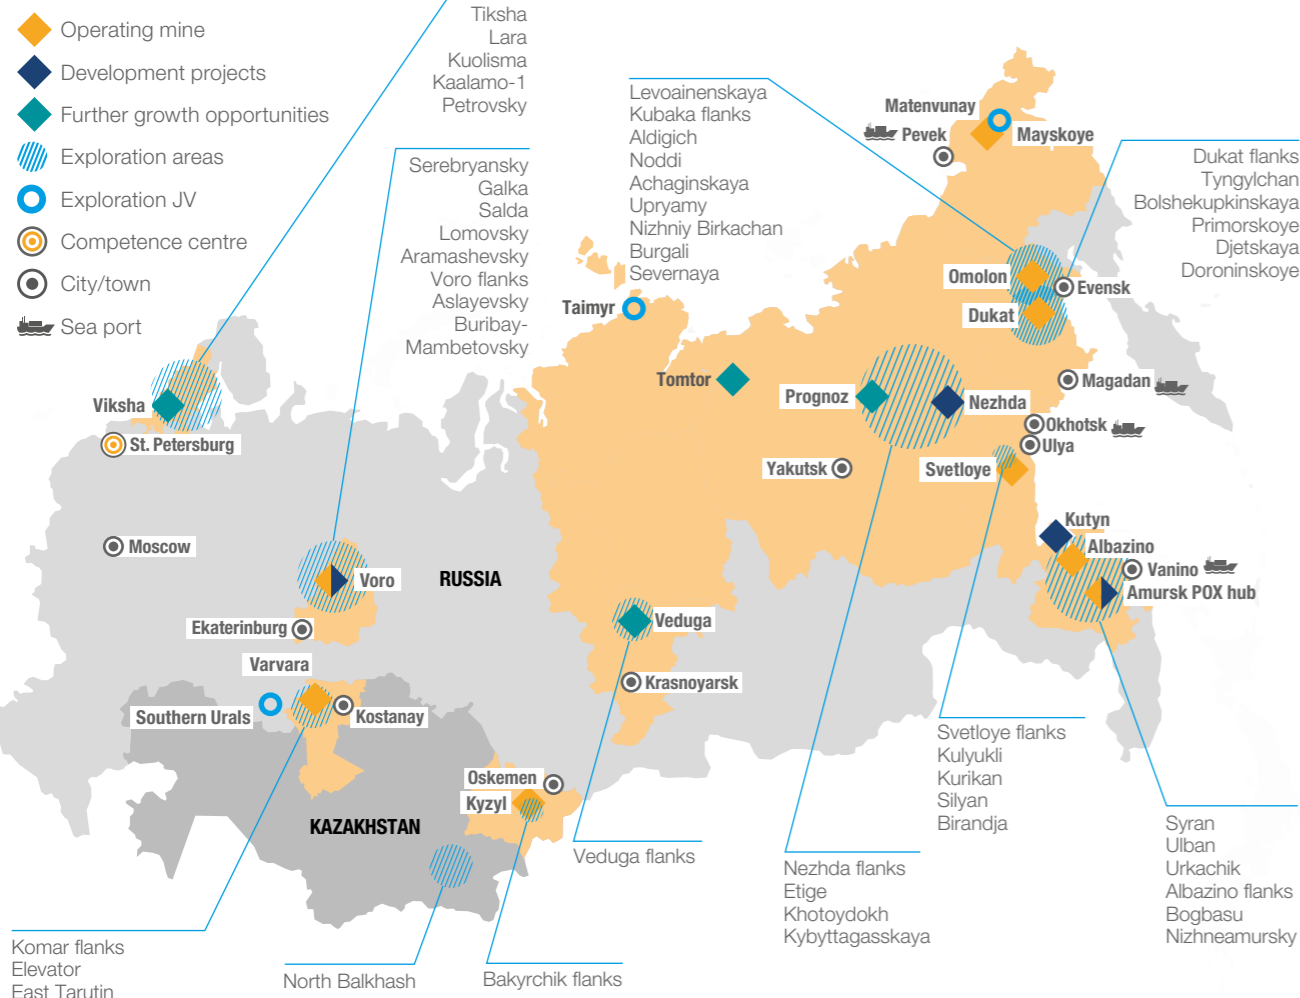 Operating mine
Development projects
Further growth opportunities
Exploration areas
Exploration JV
Competence centre
City/town
Sea port
Tiksha
Lara
Kuolisma
Kaalamo-1
Petrovsky
Serebryansky
Galka
Salda
Lomovsky
Aramashevsky
Voro flanks
Aslayevsky
Buribay-
Mambetovsky
Levoainenskaya
Kubaka flanks
Aldigich
Noddi
Achaginskaya
Upryamy
Nizhniy Birkachan
Burgali
Severnaya
Matenvunay
Pevek
Mayskoye
Dukat flanks
Tyngylchan
Bolshekupkinskaya
Primorskoye
Djetskaya
Doroninskoye
Omolon
Evensk
Dukat
Taimyr
Tomtor
Prognoz
Nezhda
Magadan
Okhotsk
Ulya
Yakutsk
Svetloye
Viksha
St. Petersburg
Moscow
Voro
RUSSIA
Ekaterinburg
Veduga
Krasnoyarsk
Kutyn
Albazino
Vanino
Amursk POX hub
Varvara
Southern Urals
Kostanay
Oskemen
Kyzyl
KAZAKHSTAN
Komar flanks
Elevator
East Tarutin
North Balkhash
Bakyrchik flanks
Veduga flanks
Nezhda flanks
Etige
Khotoydokh
Kybyttagasskaya
Svetloye flanks
Kulyukli
Kurikan
Silyan
Birandja
Syran
Ulban
Urkachik
Albazino flanks
Bogbasu
Nizhneamursky